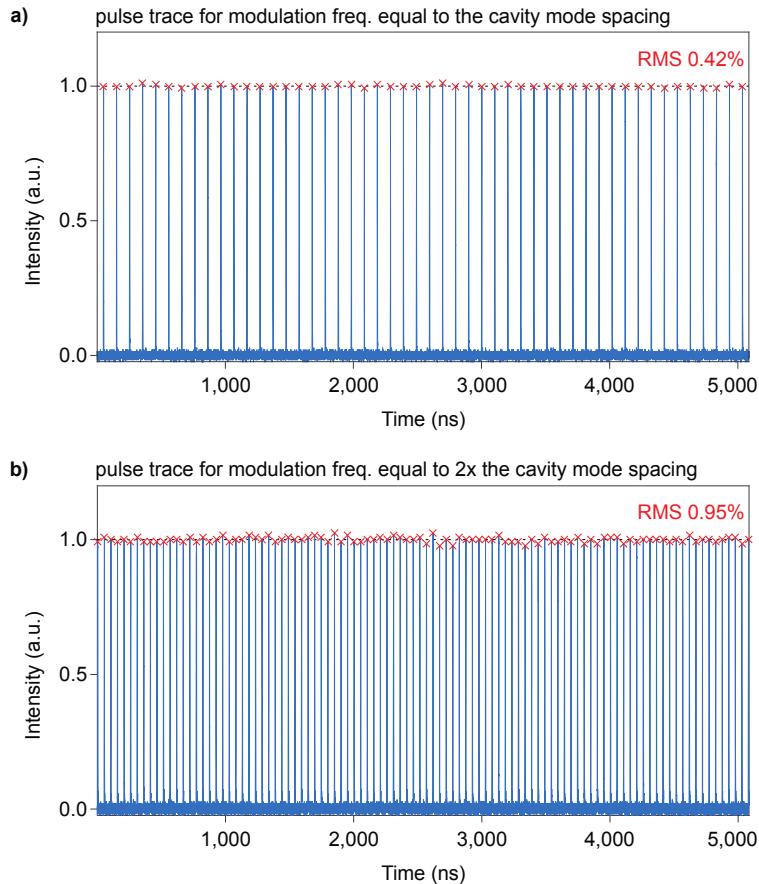 a) pulse trace for modulation freq. equal to the cavity mode spacing
RMS 0.42%
1.0
0.5
0.0
Intensity (a.u.)
1,000 2,000 3,000 4,000 5,000
Time (ns)
b) pulse trace for modulation freq. equal to 2x the cavity mode spacing
RMS 0.95%
1.0
0.5
0.0
Intensity (a.u.)
1,000 2,000 3,000 4,000 5,000
Time (ns)